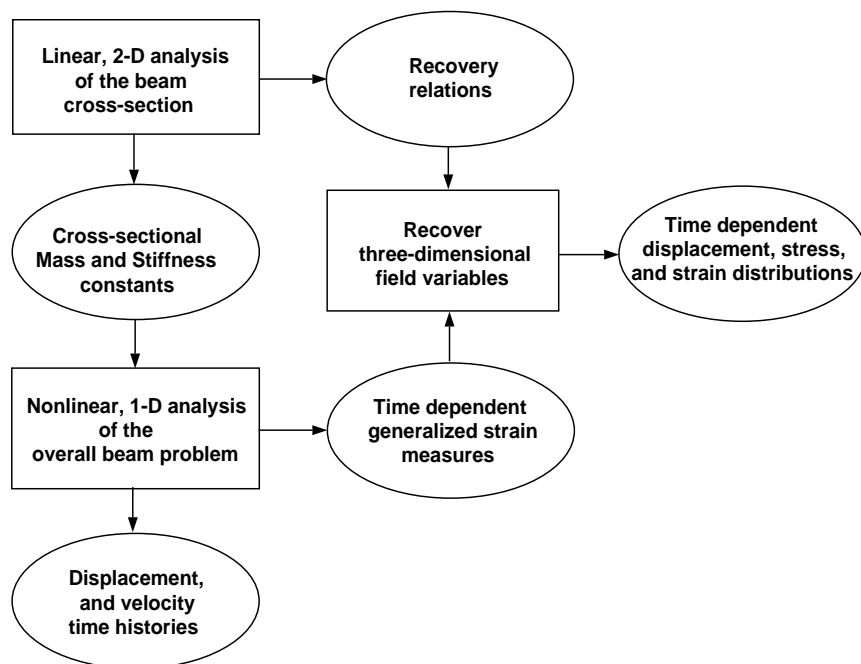 Linear, 2-D analysis
of the beam
cross-section
Recovery
relations
Cross-sectional
Mass and Stiffness
constants
Recover
three-dimensional
field variables
Time dependent
displacement, stress,
and strain distributions
Nonlinear, 1-D analysis
of the
overall beam problem
Time dependent
generalized strain
measures
Displacement,
and velocity
time histories